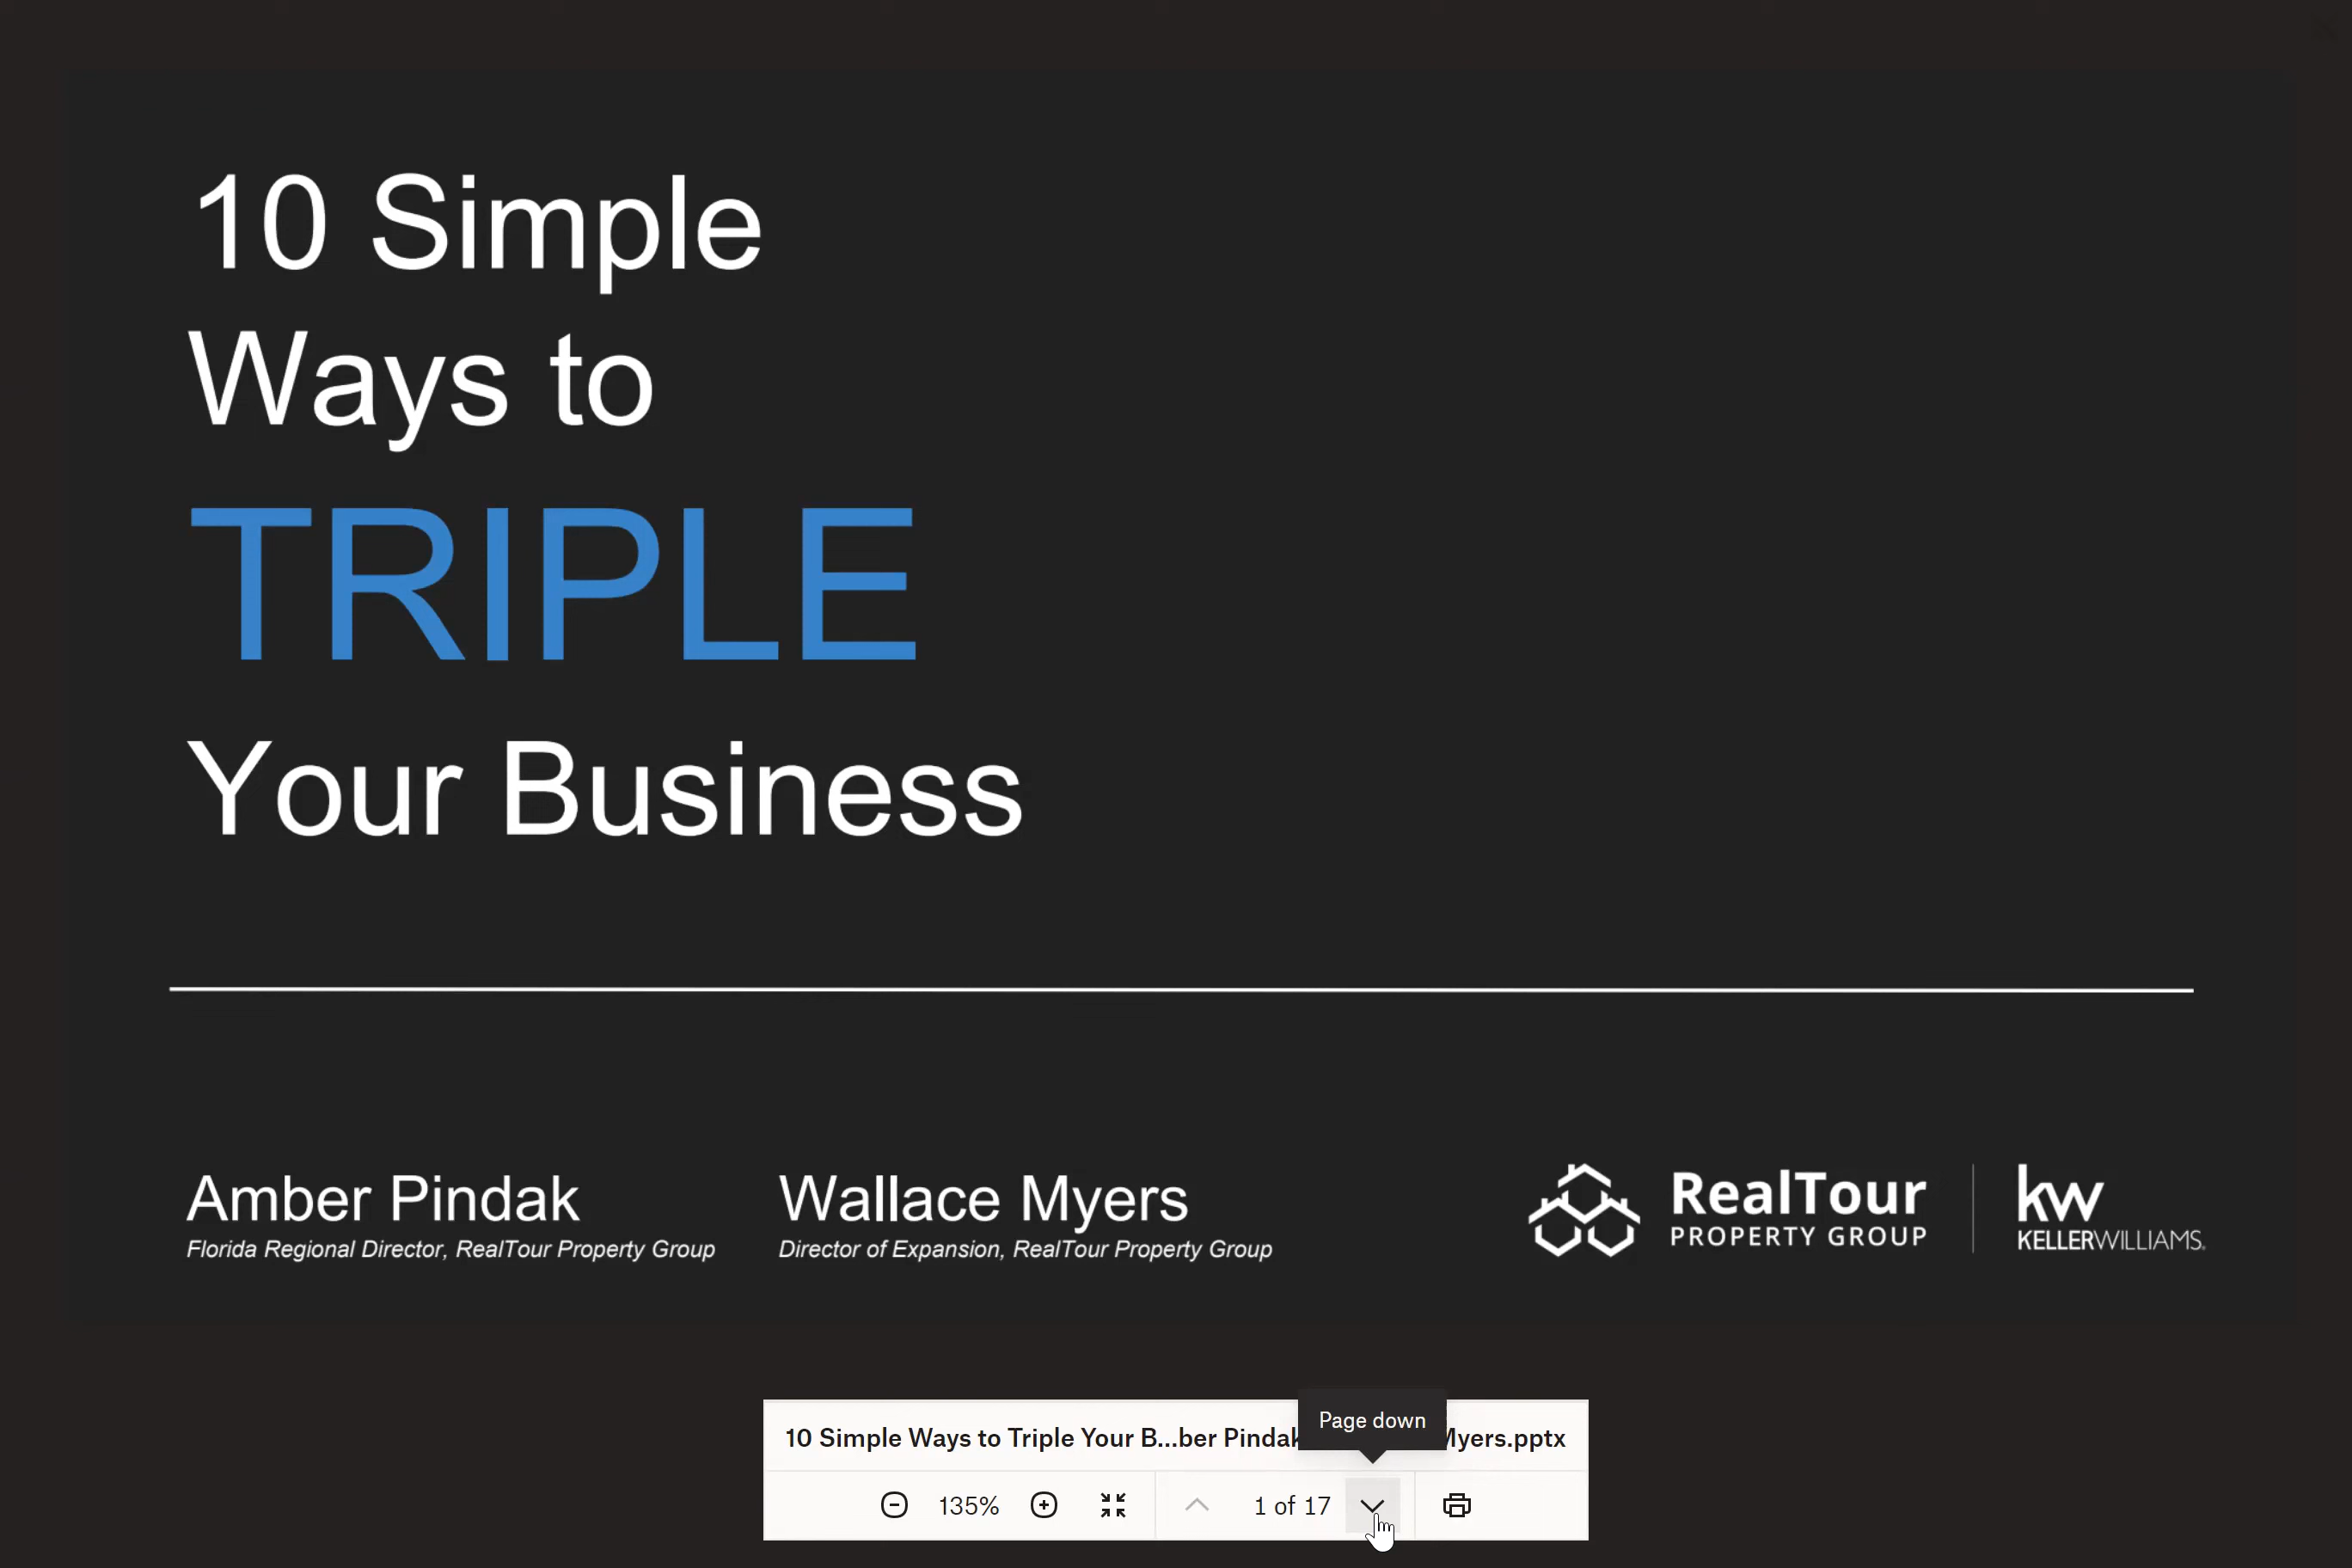 10 Simple
Ways to
TRIPLE
Your Business
Amber Pindak
Florida Regional Director, RealTour Property Group
Wallace Myers
Director of Expansion, RealTour Property Group
RealTour
PROPERTY GROUP
kw
KELLERWILLIAMS.
Page down
10 Simple Ways to Triple Your B...ber Pindak Myers.pptx
135%
1 of 17